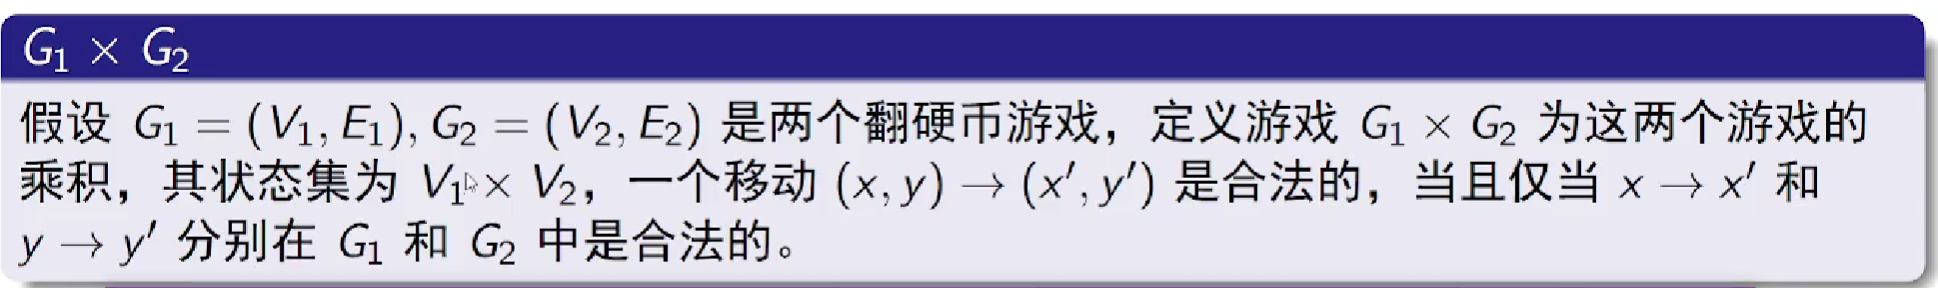 G₁ × G₂
假设 G₁ = (V₁, E₁), G₂ = (V₂, E₂) 是两个翻硬币游戏，定义游戏 G₁ × G₂ 为这两个游戏的
乘积，其状态集为 V₁ × V₂，一个移动 (x, y) → (x′, y′) 是合法的，当且仅当 x → x′ 和
y → y′ 分别在 G₁ 和 G₂ 中是合法的。